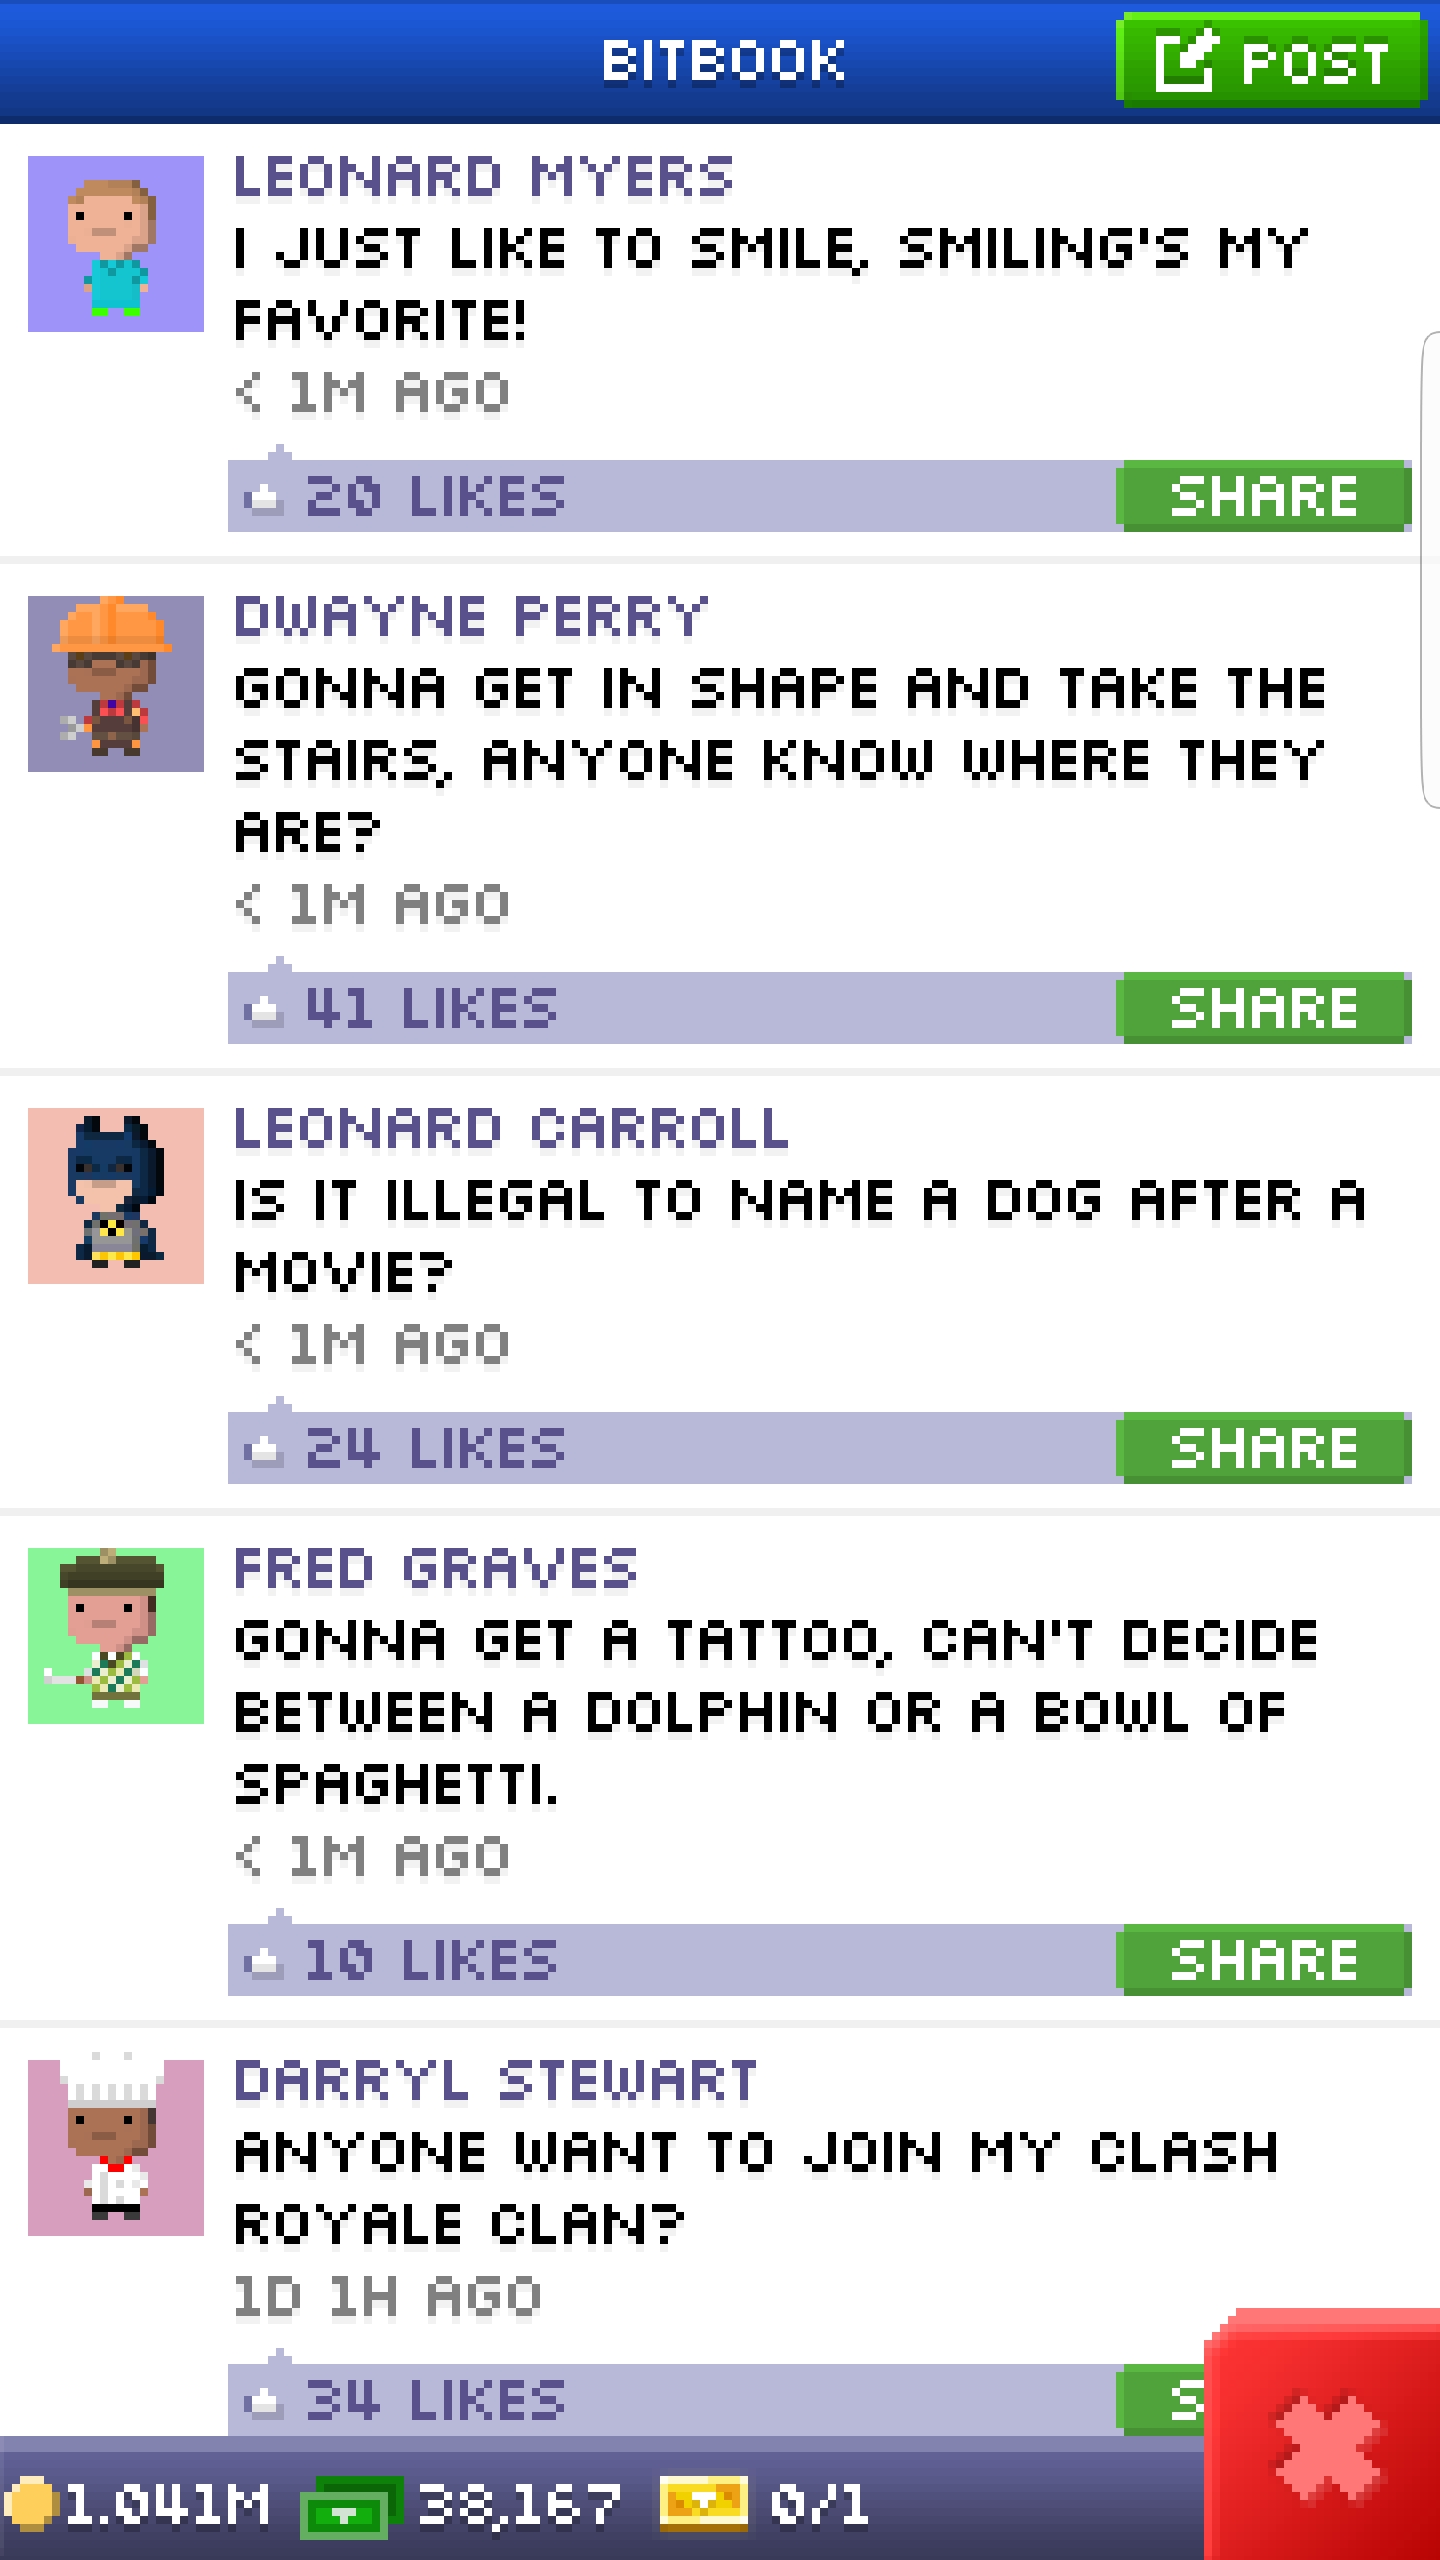 BITBOOK
POST
LEONARD MYERS
I JUST LIKE TO SMILE, SMILING'S MY
FAVORITE!
< 1M AGO
20 LIKES
SHARE
DWAYNE PERRY
GONNA GET IN SHAPE AND TAKE THE
STAIRS, ANYONE KNOW WHERE THEY
ARE?
< 1M AGO
41 LIKES
SHARE
LEONARD CARROLL
IS IT ILLEGAL TO NAME A DOG AFTER A
MOVIE?
< 1M AGO
24 LIKES
SHARE
FRED GRAVES
GONNA GET A TATTOO, CAN'T DECIDE
BETWEEN A DOLPHIN OR A BOWL OF
SPAGHETTI.
< 1M AGO
10 LIKES
SHARE
DARRYL STEWART
ANYONE WANT TO JOIN MY CLASH
ROYALE CLAN?
1D 1H AGO
34 LIKES
S
1.041M
38,167
0/1